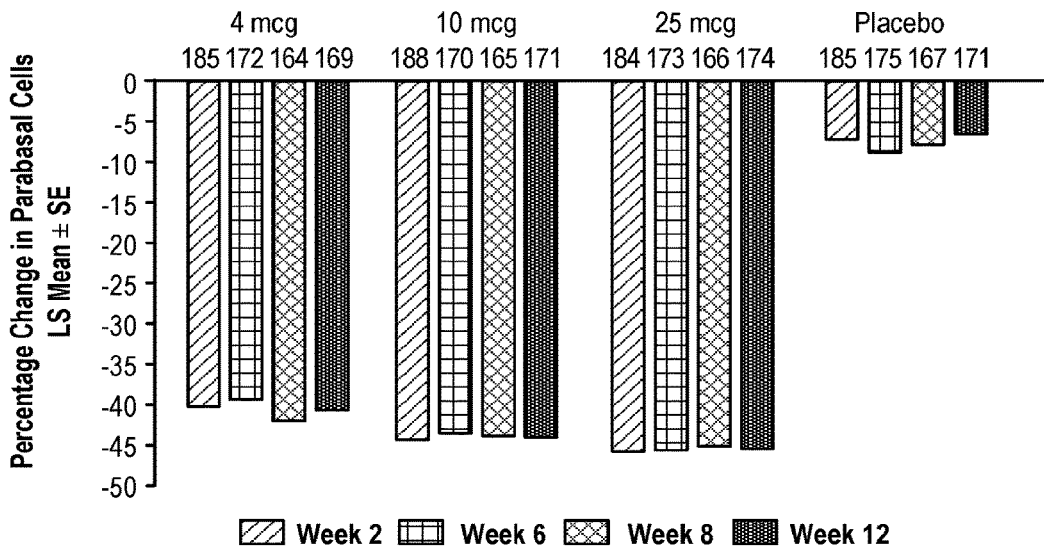 4 mcg 10 mcg 25 mcg Placebo
185 172 164 169 188 170 165 171 184 173 166 174 185 175 167 171
Percentage Change in Parabasal Cells
LS Mean ± SE
0
-5
-10
-15
-20
-25
-30
-35
-40
-45
-50
Week 2 Week 6 Week 8 Week 12